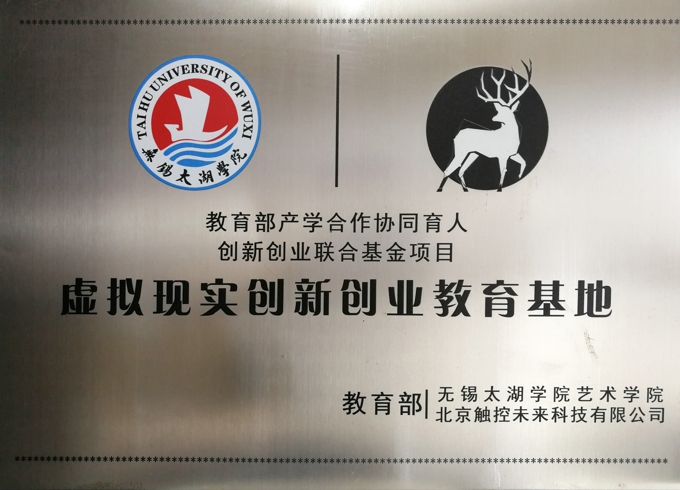 TAI HU UNIVERSITY OF WUXI
无锡太湖学院
教育部产学合作协同育人
创新创业联合基金项目
虚拟现实创新创业教育基地
教育部
无锡太湖学院艺术学院
北京触控未来科技有限公司